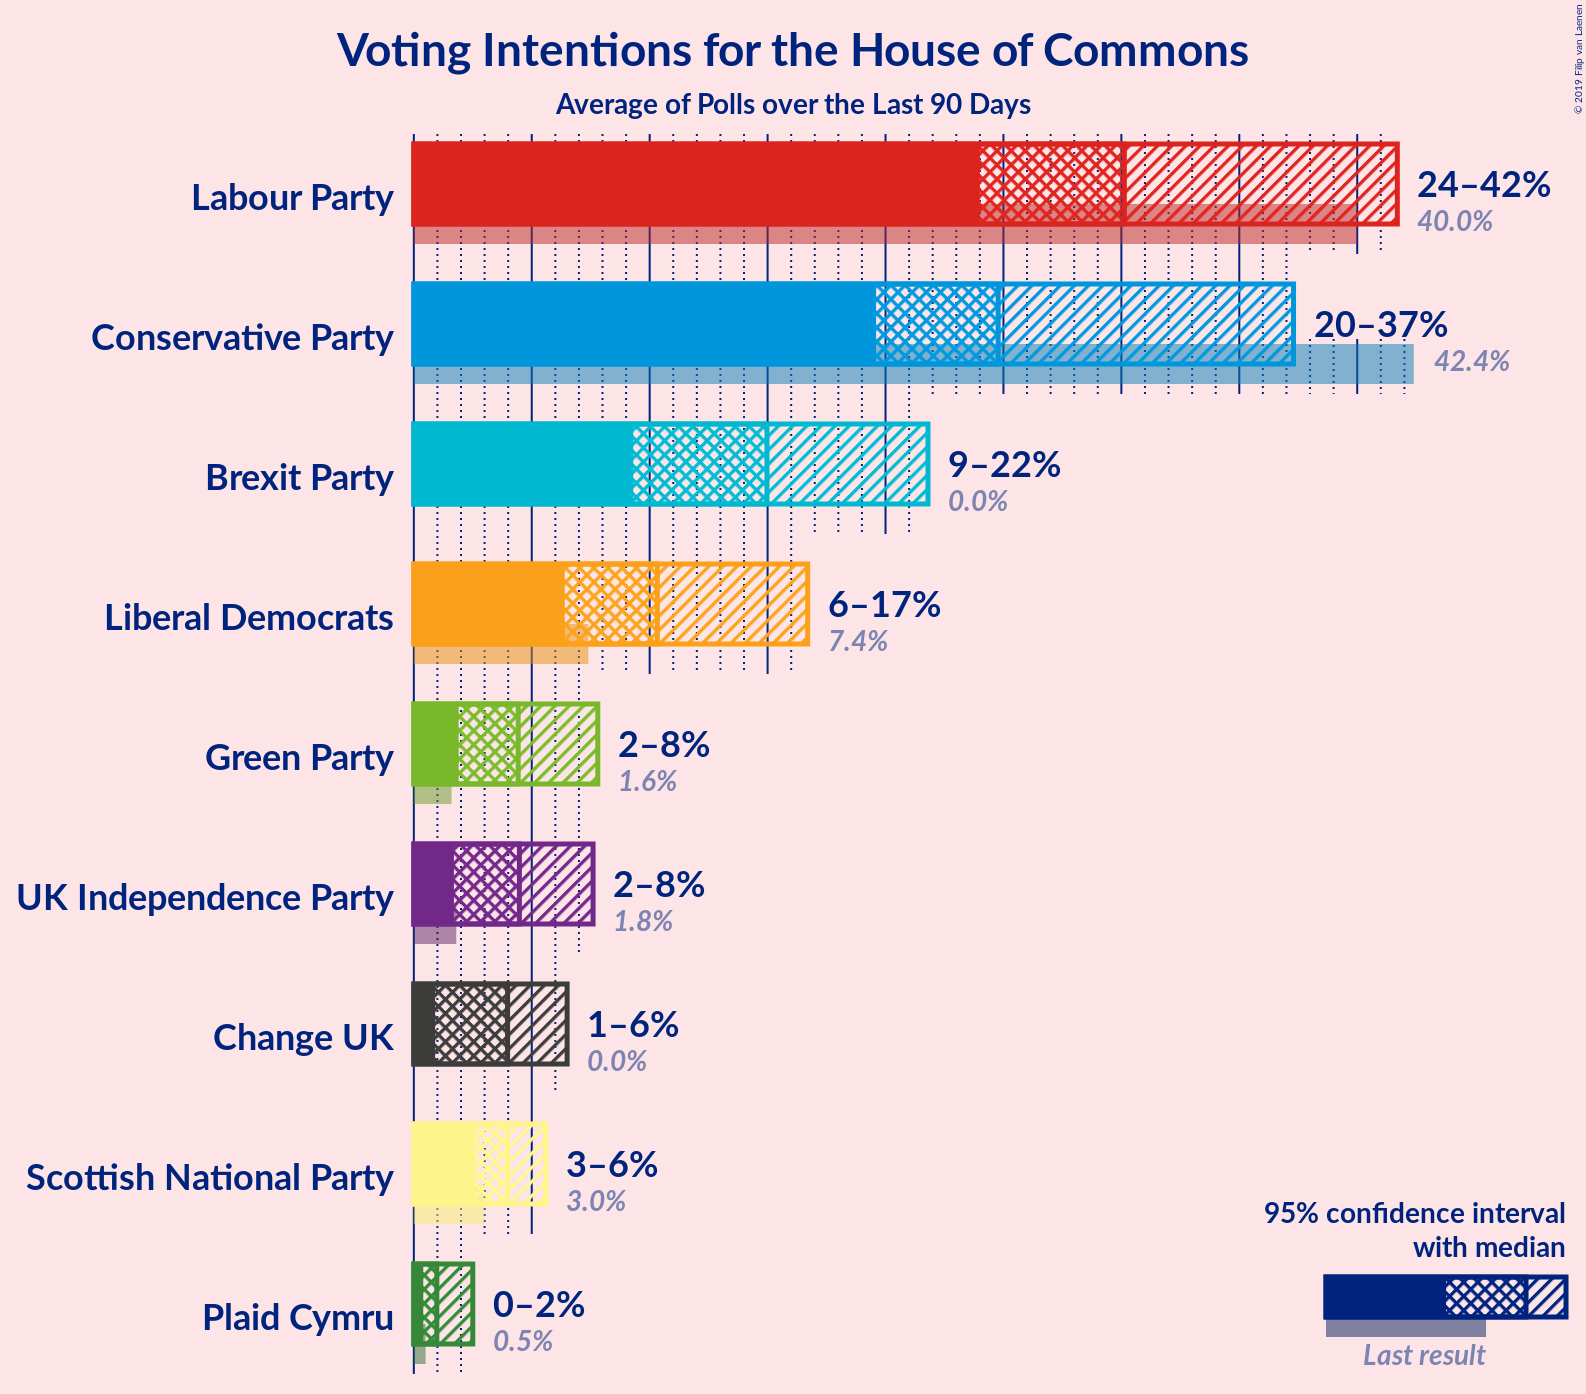 Voting Intentions for the House of Commons
Average of Polls over the Last 90 Days
© 2019 Filip van Laenen
Labour Party
24–42%
40.0%
Conservative Party
20–37%
42.4%
Brexit Party
9–22%
0.0%
Liberal Democrats
6–17%
7.4%
Green Party
2–8%
1.6%
UK Independence Party
2–8%
1.8%
Change UK
1–6%
0.0%
Scottish National Party
3–6%
3.0%
Plaid Cymru
0–2%
0.5%
95% confidence interval
with median
Last result